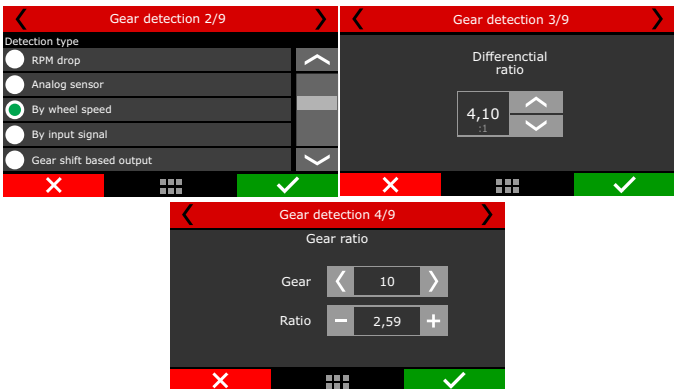 Gear detection 2/9
Detection type
RPM drop
Analog sensor
By wheel speed
By input signal
Gear shift based output
Gear detection 3/9
Differenctial
ratio
4,10
:1
Gear detection 4/9
Gear ratio
Gear
10
Ratio
2,59